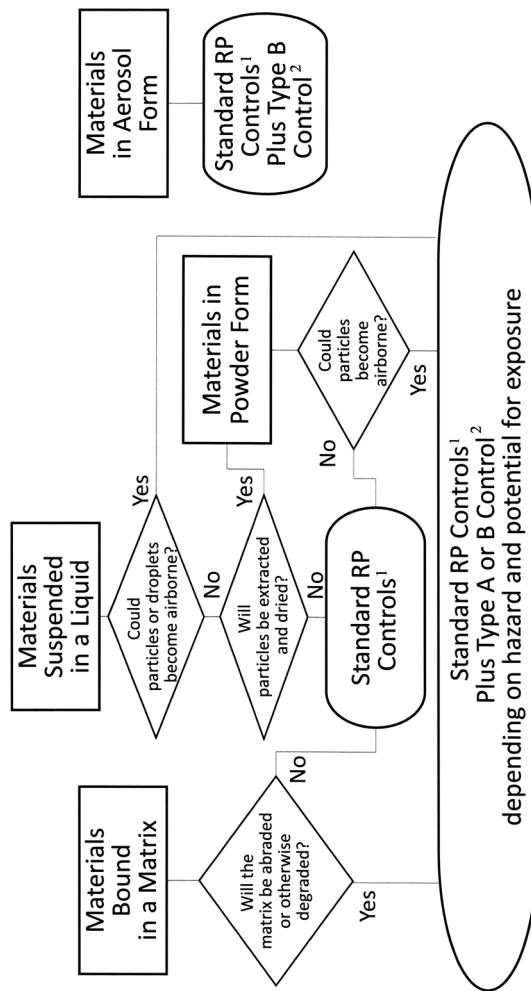 Materials
Bound
in a Matrix
Will the
matrix be abraded
or otherwise
degraded?
No
Yes
Materials
Suspended
in a Liquid
Could
particles or droplets
become airborne?
Yes
No
Will
particles be extracted
and dried?
Yes
No
Materials in
Powder Form
Could
particles
become
airborne?
No
Yes
Standard RP
Controls¹
Materials
in Aerosol
Form
Standard RP
Controls¹
Plus Type B
Control²
Standard RP Controls¹
Plus Type A or B Control²
depending on hazard and potential for exposure